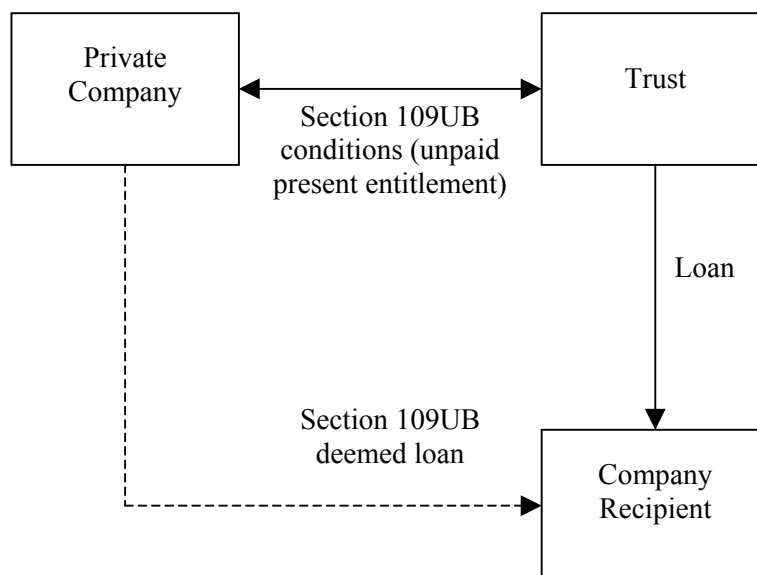 Private
Company
Trust
Section 109UB
conditions (unpaid
present entitlement)
Loan
Section 109UB
deemed loan
Company
Recipient